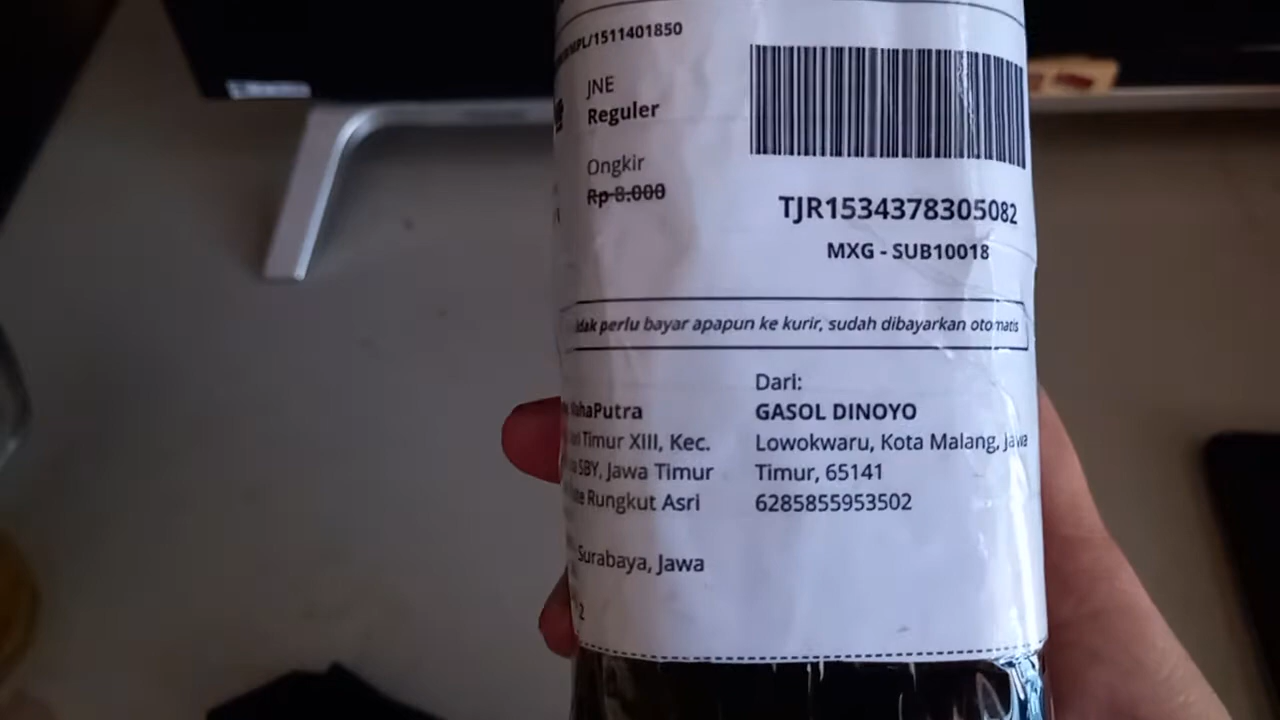 /1511401850
JNE
Reguler
Ongkir
Rp 8.000
TJR1534378305082
MXG - SUB10018
perlu bayar apapun ke kurir, sudah dibayarkan otomatis
Timur XIII, Kec.
SBY, Jawa Timur
Rungkut Asri
Surabaya, Jawa
Dari:
GASOL DINOYO
Lowokwaru, Kota Malang, Jawa
Timur, 65141
6285855953502